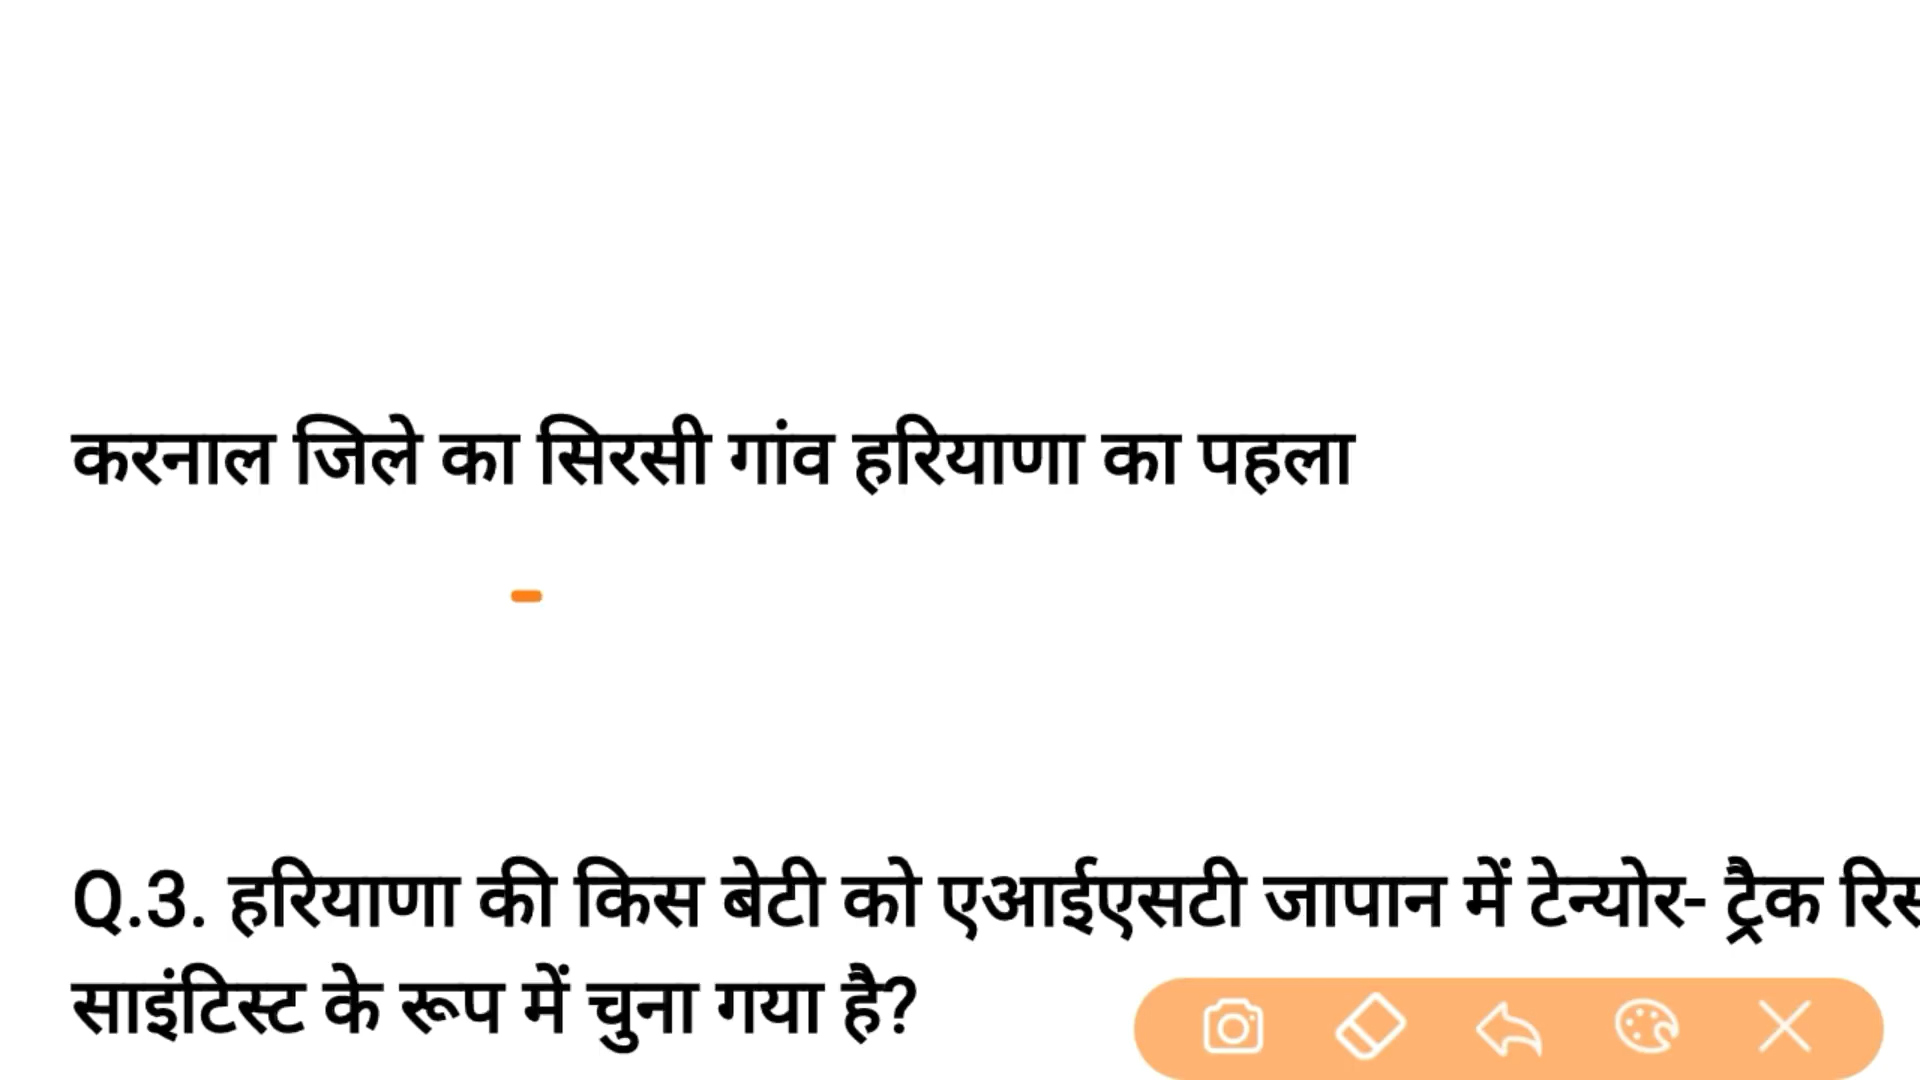 करनाल जिले का सिरसी गांव हरियाणा का पहला
Q.3. हरियाणा की किस बेटी को एआईएसटी जापान में टेन्योर- ट्रैक
साइंटिस्ट के रूप में चुना गया है?